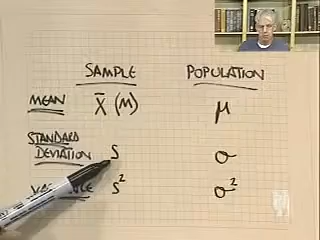 SAMPLE POPULATION
MEAN X̄ (M) μ
STANDARD
DEVIATION S σ
S² σ²